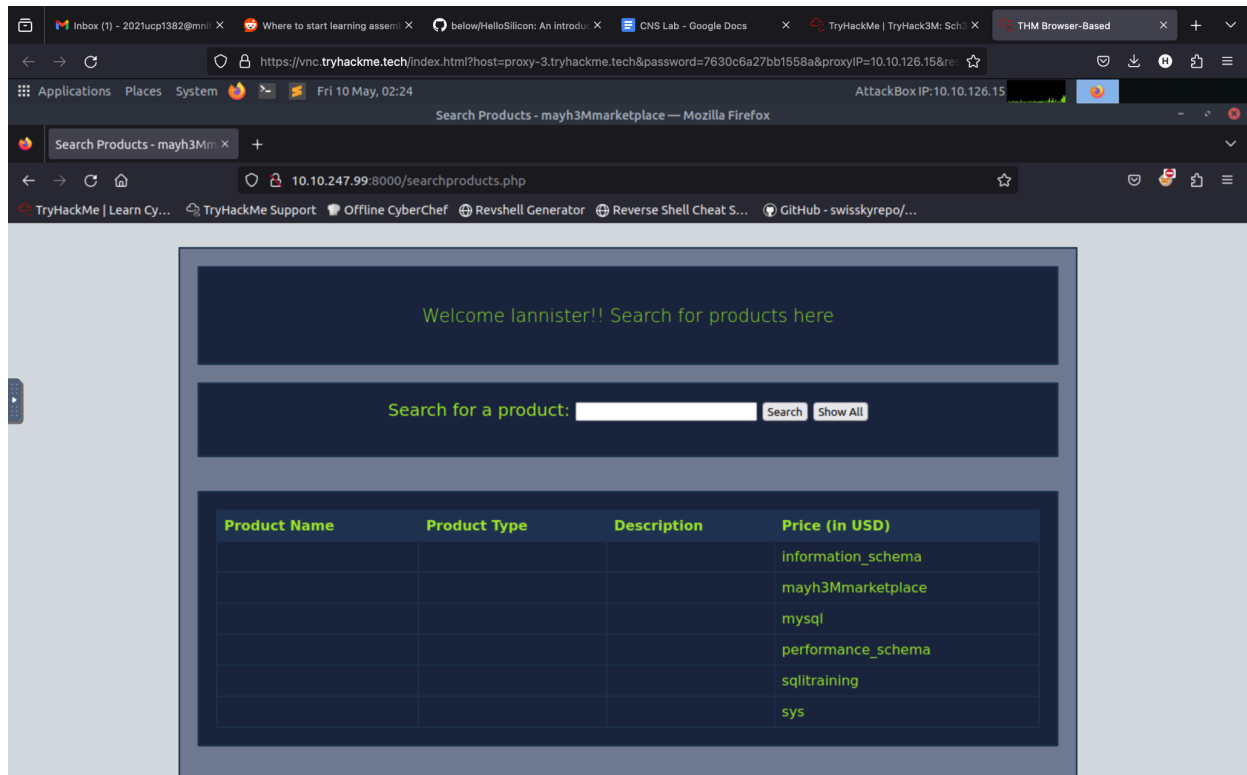 Inbox (1) - 2021ucp1382@mnit Where to start learning assemb below/HelloSilicon: An introduc CNS Lab - Google Docs TryHackMe | TryHack3M: Sch3 THM Browser-Based
https://vnc.tryhackme.tech/index.html?host=proxy-3.tryhackme.tech&password=7630c6a27bb1558a&proxyIP=10.10.126.15&res
Applications Places System Fri 10 May, 02:24 AttackBox IP:10.10.126.15
Search Products - mayh3Mmarketplace — Mozilla Firefox
Search Products - mayh3Mm
10.10.247.99:8000/searchproducts.php
TryHackMe | Learn Cy... TryHackMe Support Offline CyberChef Revshell Generator Reverse Shell Cheat S... GitHub - swisskyrepo/...
Welcome lannister!! Search for products here
Search for a product: Search Show All
Product Name Product Type Description Price (in USD)
information_schema
mayh3Mmarketplace
mysql
performance_schema
sqlitraining
sys